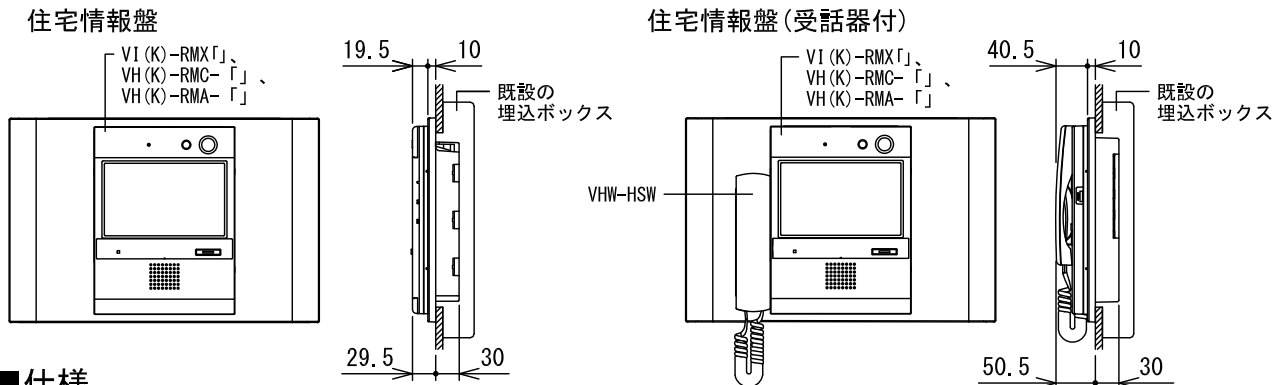 住宅情報盤
VI(K)-RMX｢｣、
VH(K)-RMC-｢｣、
VH(K)-RMA-｢｣
19.5
10
既設の
埋込ボックス
29.5
30
住宅情報盤(受話器付)
VI(K)-RMX｢｣、
VH(K)-RMC-｢｣、
VH(K)-RMA-｢｣
VHW-HSW
40.5
10
既設の
埋込ボックス
50.5
30
■仕様